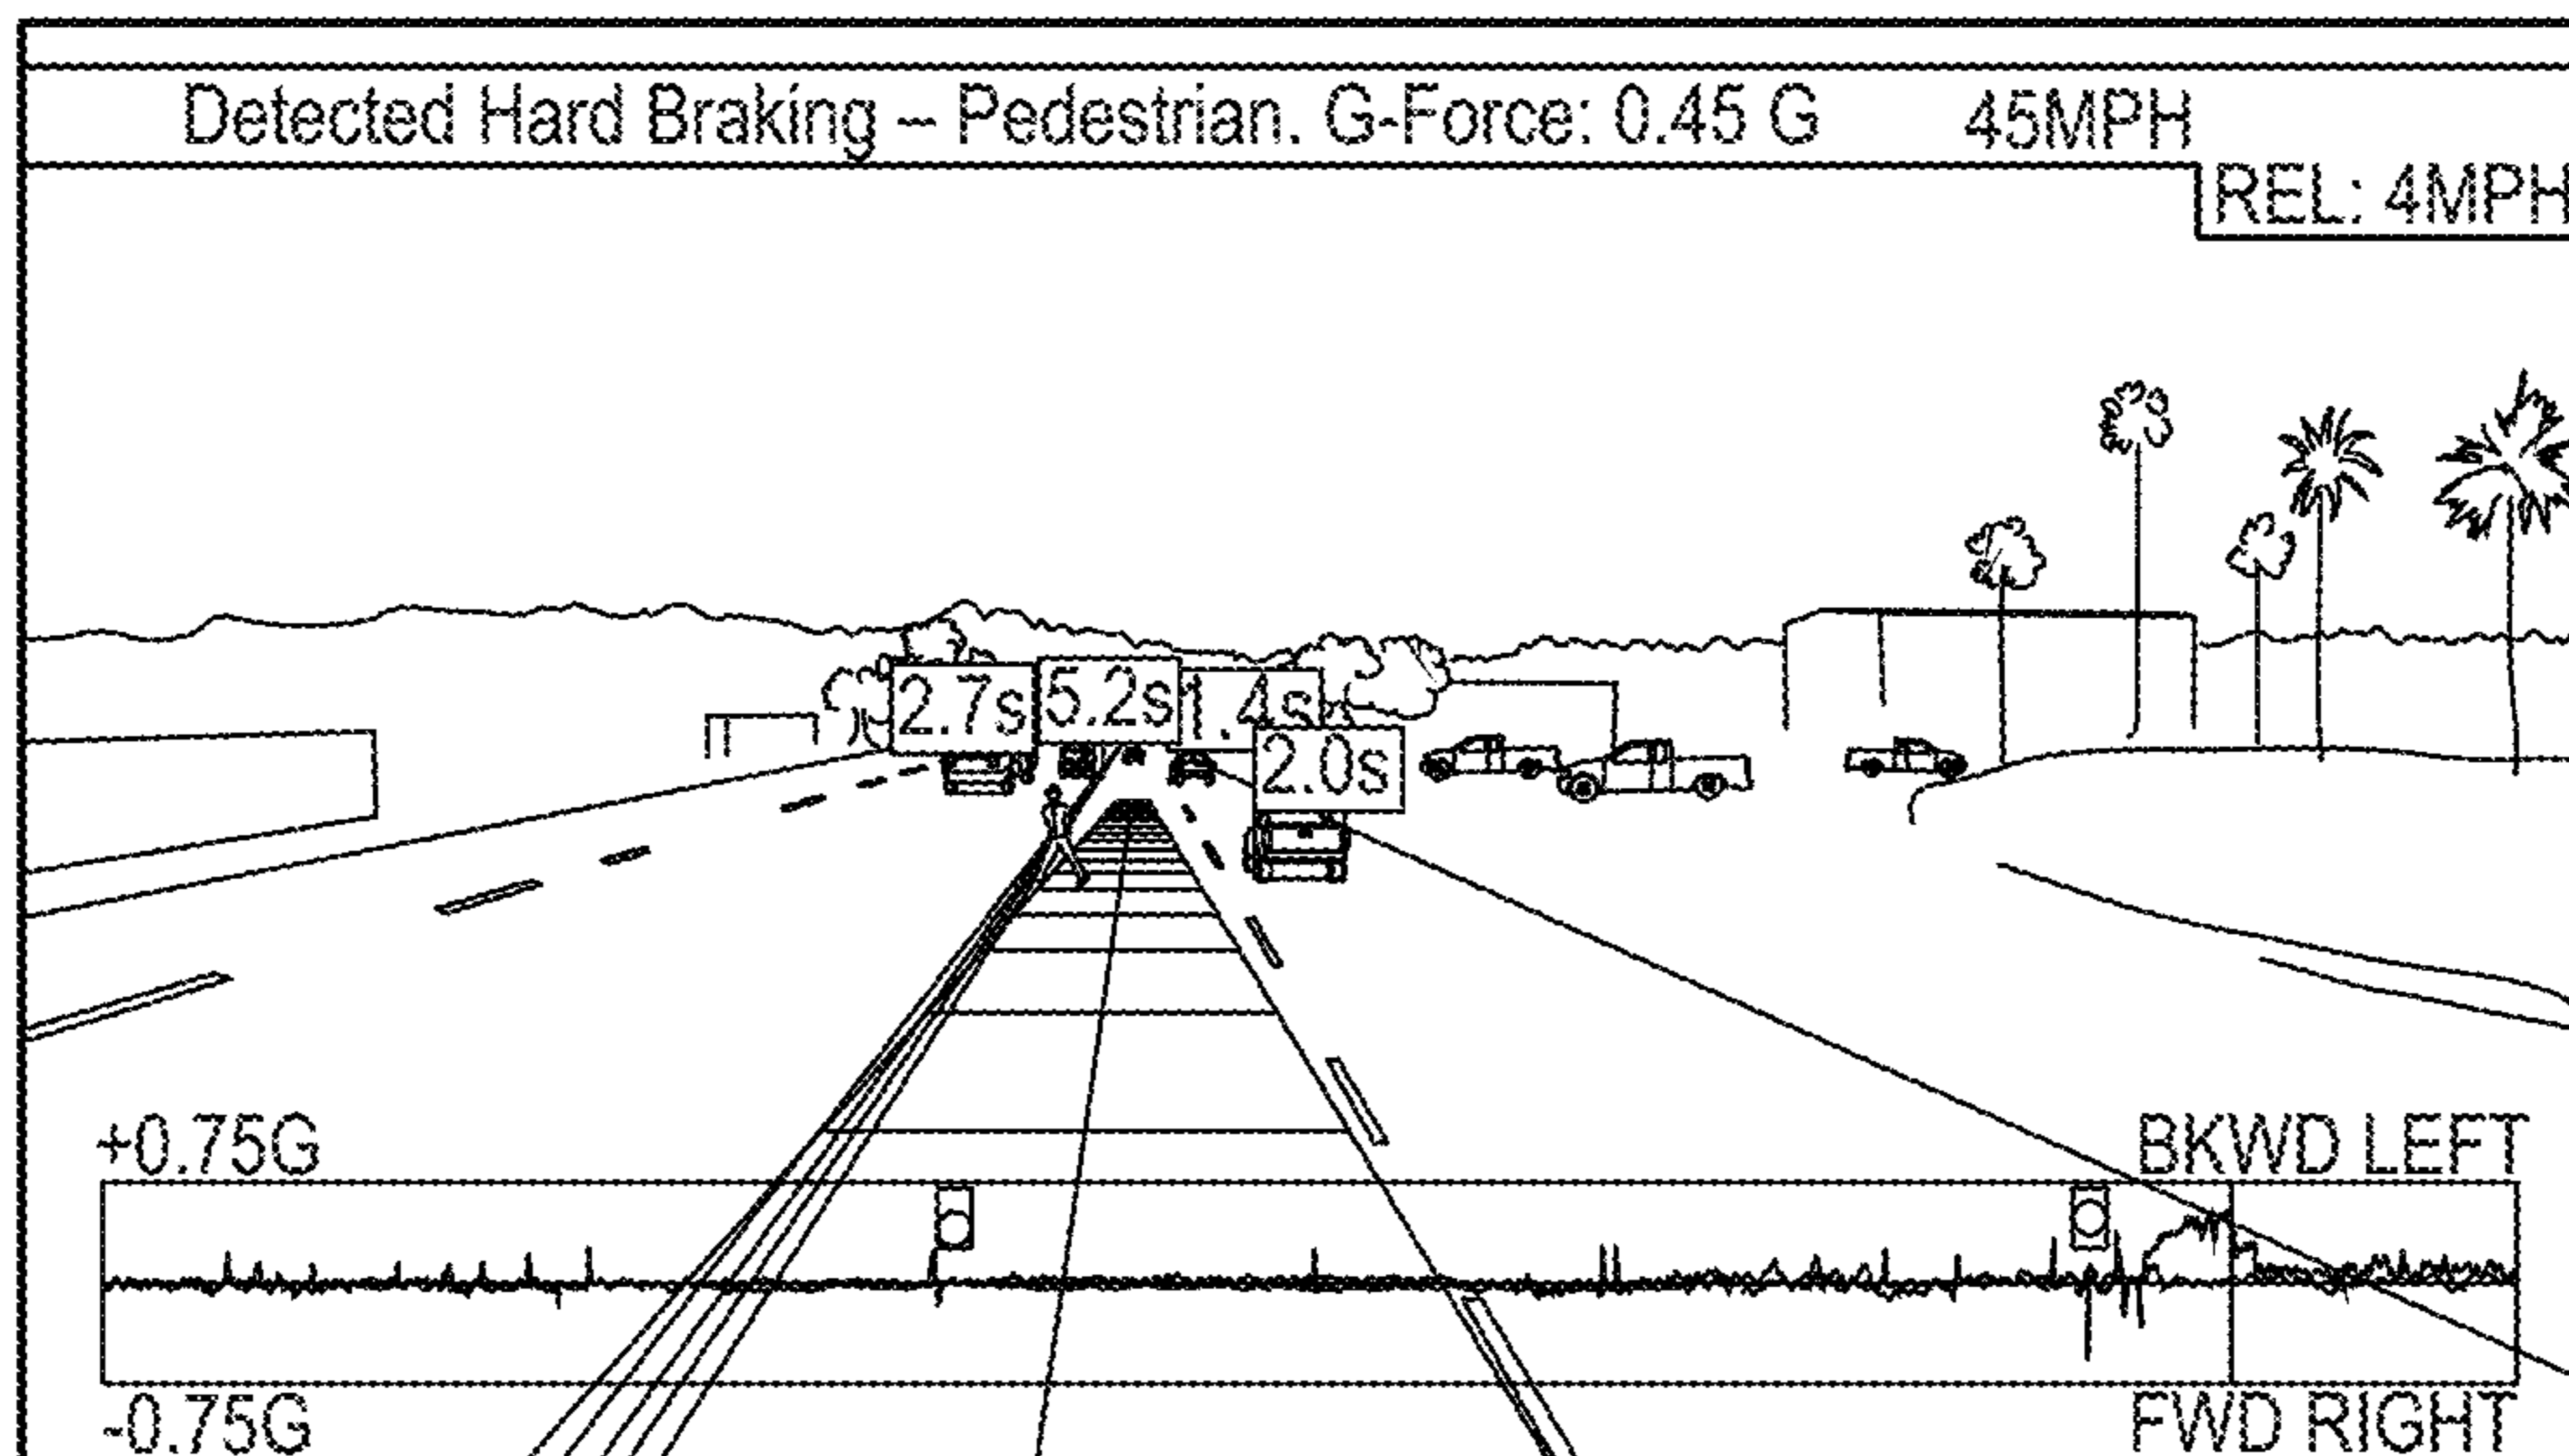 Detected Hard Braking – Pedestrian. G-Force: 0.45 G 45MPH
REL: 4MPH
2.7s 5.2s 1.4s
2.0s
+0.75G BKWD LEFT
-0.75G FWD RIGHT